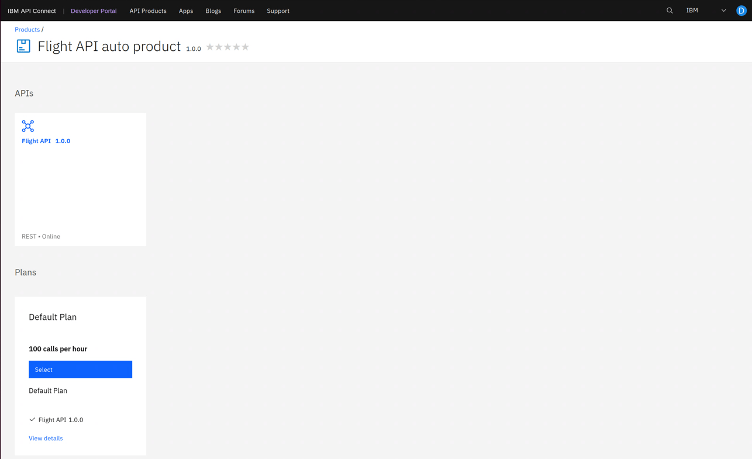 IBM API Connect | Developer Portal API Products Apps Blogs Forums Support IBM D
Products /
Flight API auto product 1.0.0
APIs
Flight API 1.0.0
REST • Online
Plans
Default Plan
100 calls per hour
Select
Default Plan
Flight API 1.0.0
View details